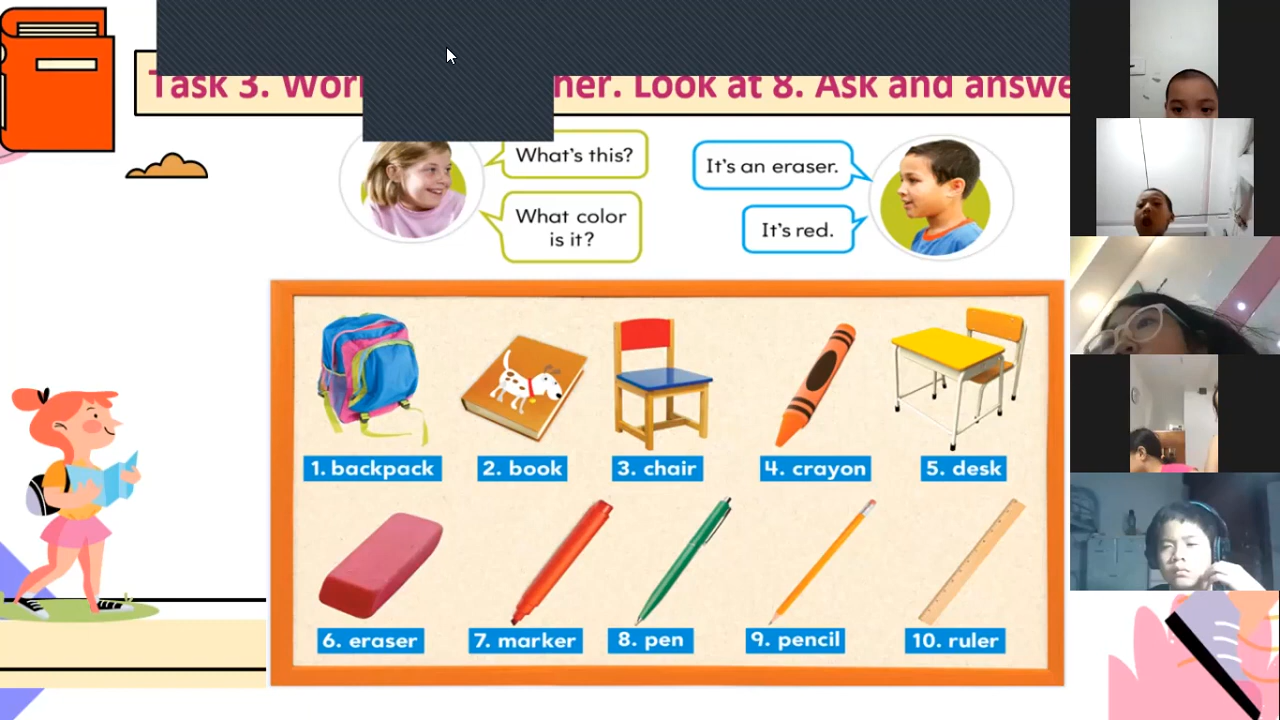 Task 3. Wor ner. Look at 8. Ask and answe
What's this?
It's an eraser.
What color
is it?
It's red.
1. backpack
2. book
3. chair
4. crayon
5. desk
6. eraser
7. marker
8. pen
9. pencil
10. ruler